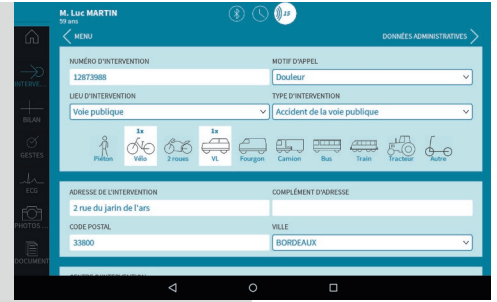 M. Luc MARTIN
59 ans
MENU
DONNÉES ADMINISTRATIVES
NUMÉRO D'INTERVENTION
MOTIF D'APPEL
12873988
Douleur
LIEU D'INTERVENTION
TYPE D'INTERVENTION
Voie publique
Accident de la voie publique
1x
1x
Piéton
Vélo
2 roues
VL
Fourgon
Camion
Bus
Train
Tracteur
Autre
INTERVE...
BILAN
GESTES
ECG
PHOTOS ...
DOCUMENT
ADRESSE DE L'INTERVENTION
COMPLÉMENT D'ADRESSE
2 rue du jarin de l'ars
CODE POSTAL
VILLE
33800
BORDEAUX